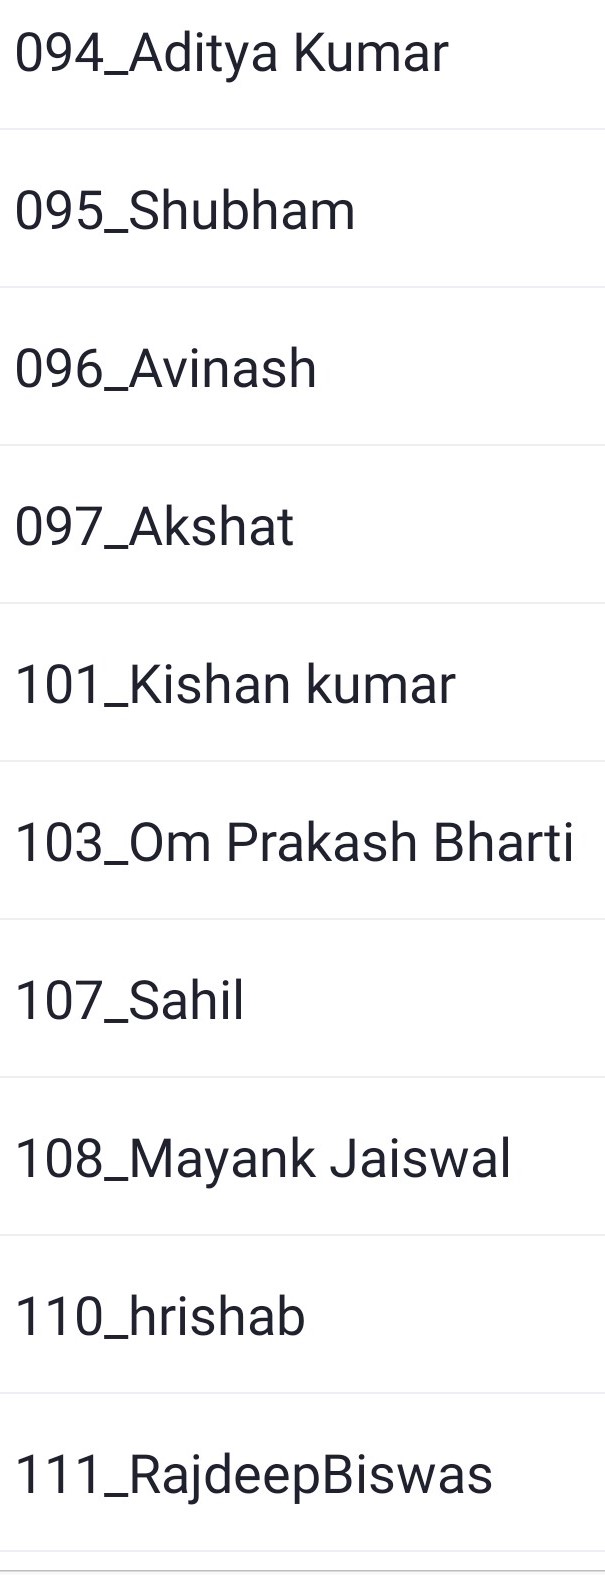 094_Aditya Kumar
095_Shubham
096_Avinash
097_Akshat
101_Kishan kumar
103_Om Prakash Bharti
107_Sahil
108_Mayank Jaiswal
110_hrishab
111_RajdeepBiswas